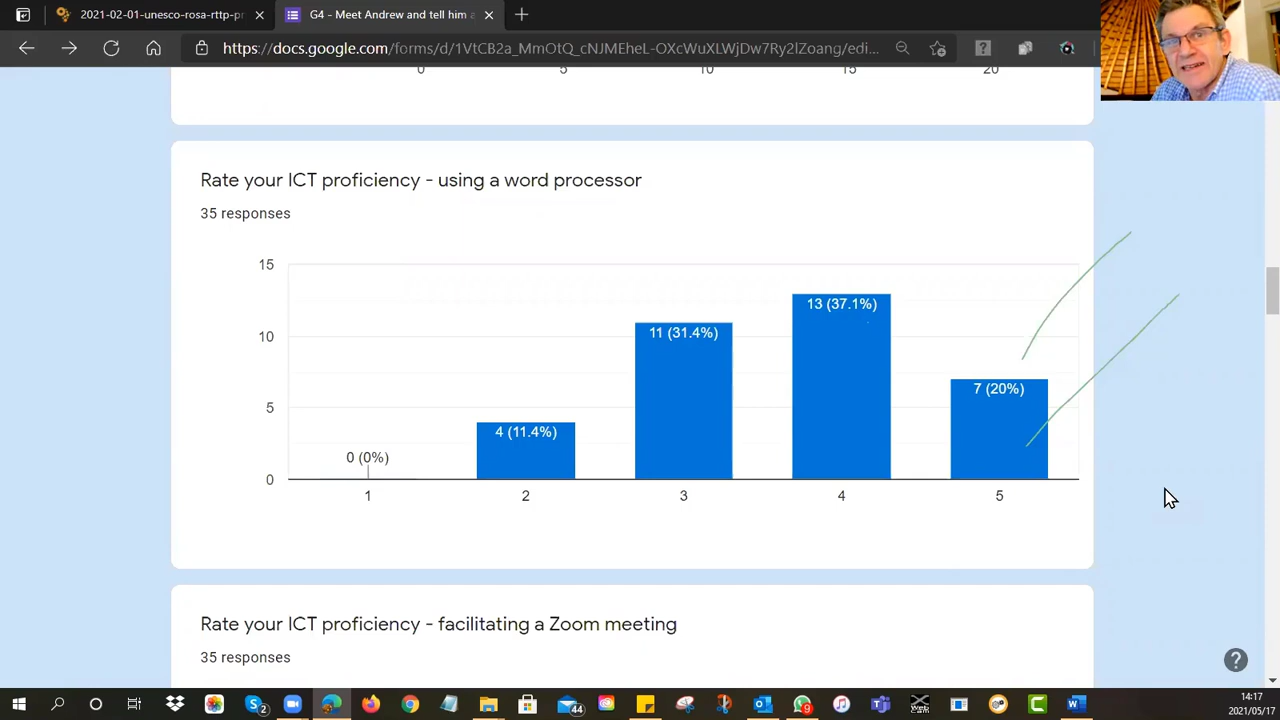 2021-02-01-unesco-rosa-rttp-pr
G4 - Meet Andrew and tell him a
https://docs.google.com/forms/d/1VtCB2a_MmOtQ_cNJMEheL-OXcWuXLWjDw7Ry2lZoang/edi...
0 5 10 15 20
Rate your ICT proficiency - using a word processor
35 responses
15
10
5
0
13 (37.1%)
11 (31.4%)
7 (20%)
4 (11.4%)
0 (0%)
1 2 3 4 5
Rate your ICT proficiency - facilitating a Zoom meeting
35 responses
2
44
9
14:17
2021/05/17